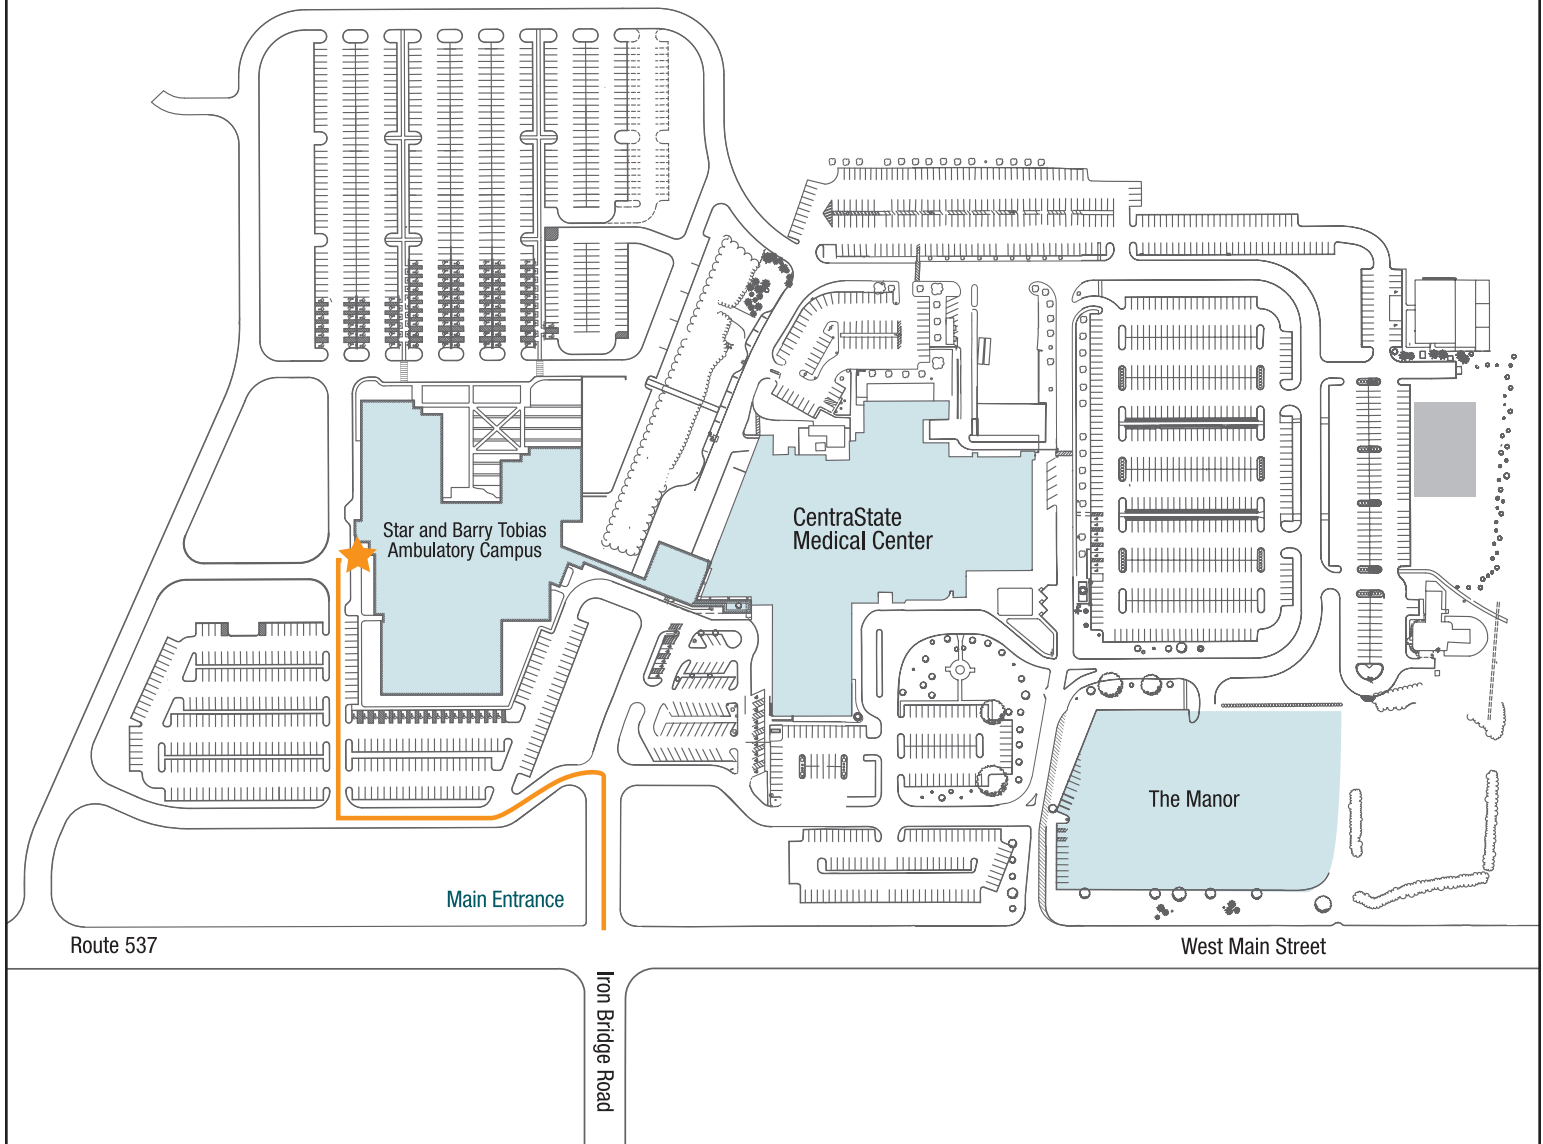 Star and Barry Tobias
Ambulatory Campus
CentraState
Medical Center
The Manor
Main Entrance
Route 537
West Main Street
Iron Bridge Road